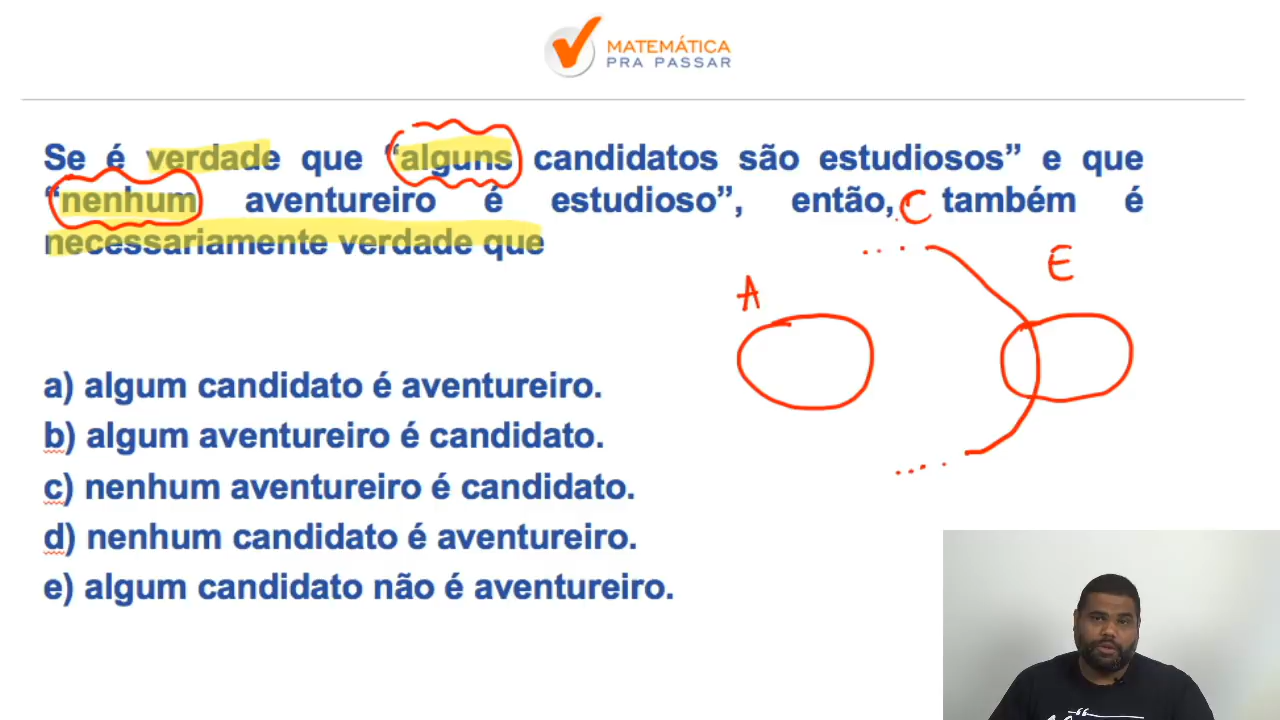 MATEMÁTICA
PRA PASSAR
Se é verdade que “alguns candidatos são estudiosos” e que
“nenhum aventureiro é estudioso”, então, também é
necessariamente verdade que
C
E
A
a) algum candidato é aventureiro.
b) algum aventureiro é candidato.
c) nenhum aventureiro é candidato.
d) nenhum candidato é aventureiro.
e) algum candidato não é aventureiro.